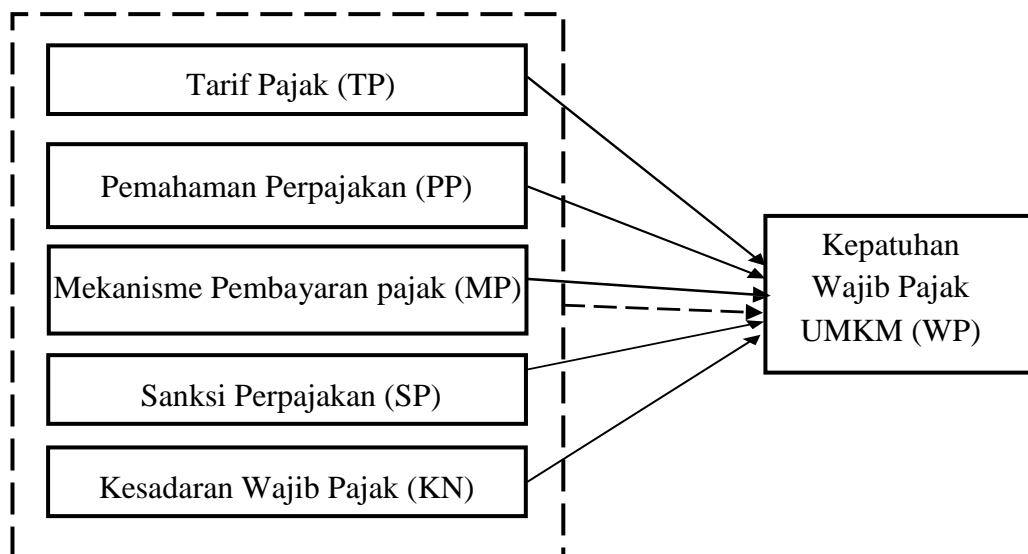 Tarif Pajak (TP)
Pemahaman Perpajakan (PP)
Mekanisme Pembayaran pajak (MP)
Sanksi Perpajakan (SP)
Kesadaran Wajib Pajak (KN)
Kepatuhan
Wajib Pajak
UMKM (WP)